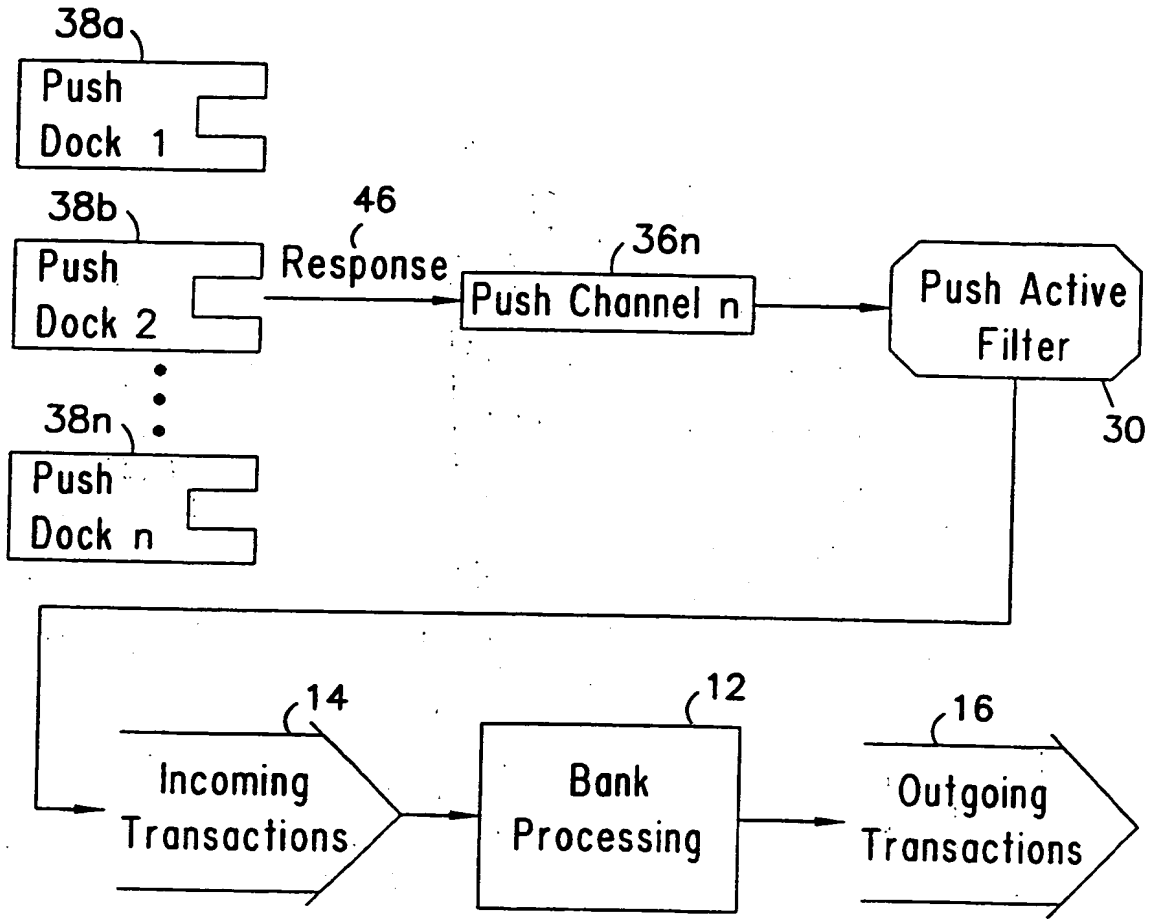 38a
Push
Dock 1
38b
Push
Dock 2
46
Response
36n
Push Channel n
Push Active
Filter
30
38n
Push
Dock n
14
Incoming
Transactions
12
Bank
Processing
16
Outgoing
Transactions